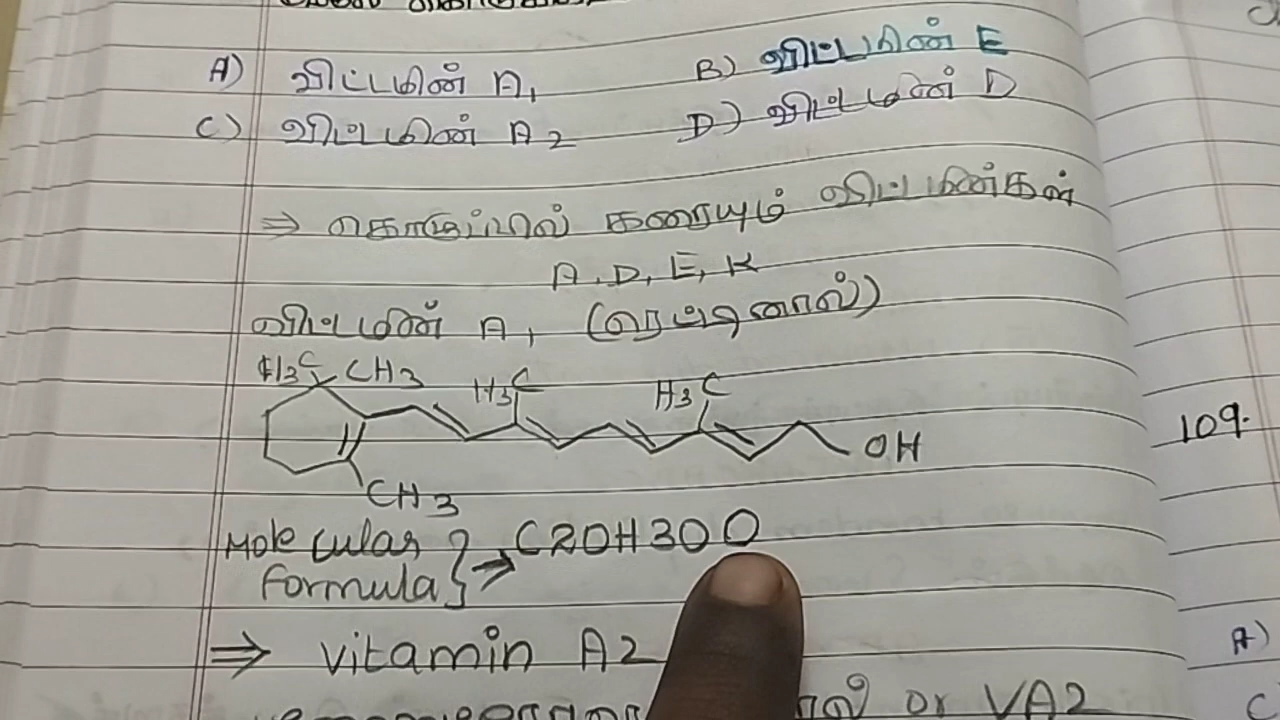 A) விட்டமின் A1 B) விட்டமின் E
C) விட்டமின் A2 D) விட்டமின் D
⇒ கொழுப்பில் கரையும் விட்டமின்கள்
A, D, E, K
விட்டமின் A1 (ரெட்டினால்)
H3C CH3 H3C H3C
OH
CH3
109.
Molecular
formula } → C20H30O
⇒ vitamin A2
A)
or VA2